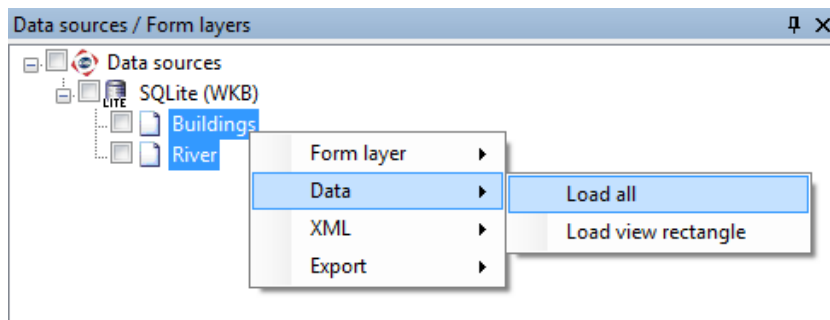 Data sources / Form layers
Data sources
LITE SQLite (WKB)
Buildings
River
Form layer
Data
XML
Export
Load all
Load view rectangle